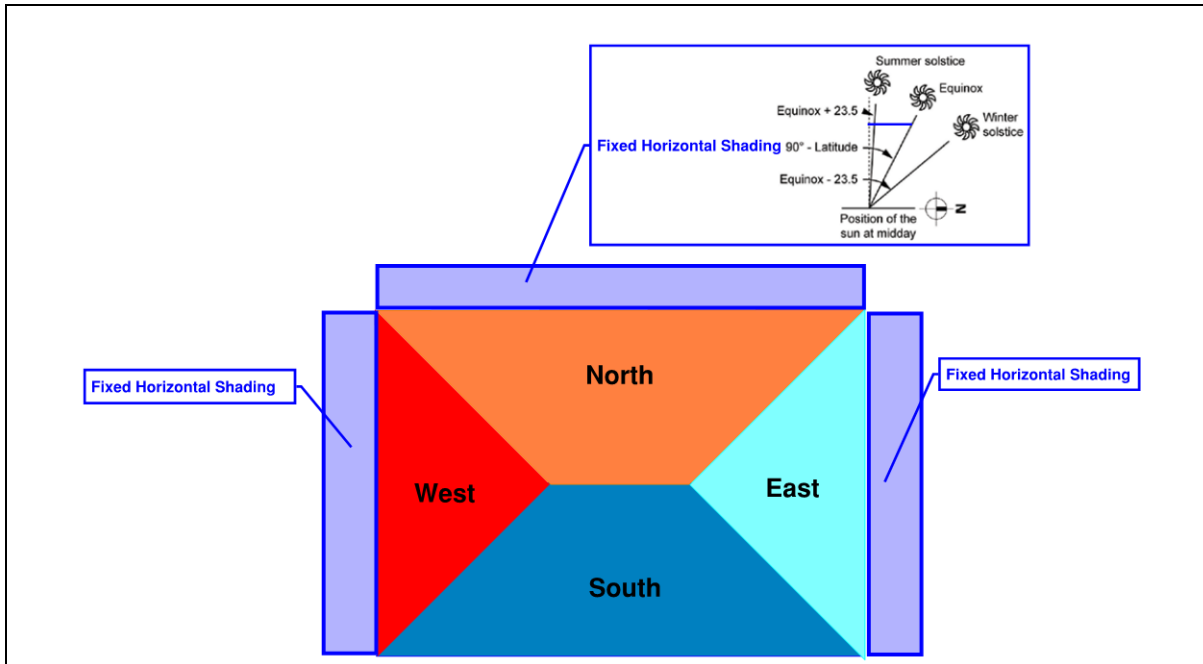 Summer solstice
Equinox
Equinox + 23.5
Winter
solstice
Fixed Horizontal Shading
90° - Latitude
Equinox - 23.5
N
Position of the
sun at midday
North
Fixed Horizontal Shading
Fixed Horizontal Shading
West
East
South